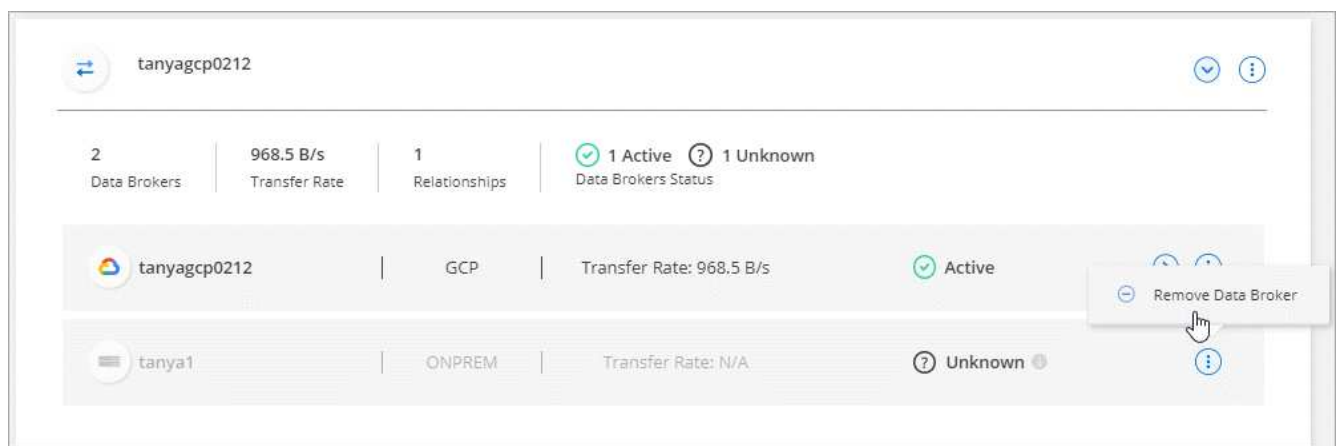 tanyagcp0212
2 968.5 B/s 1 1 Active 1 Unknown
Data Brokers Transfer Rate Relationships Data Brokers Status
tanyagcp0212 GCP Transfer Rate: 968.5 B/s Active
Remove Data Broker
tanya1 ONPREM Transfer Rate: N/A Unknown